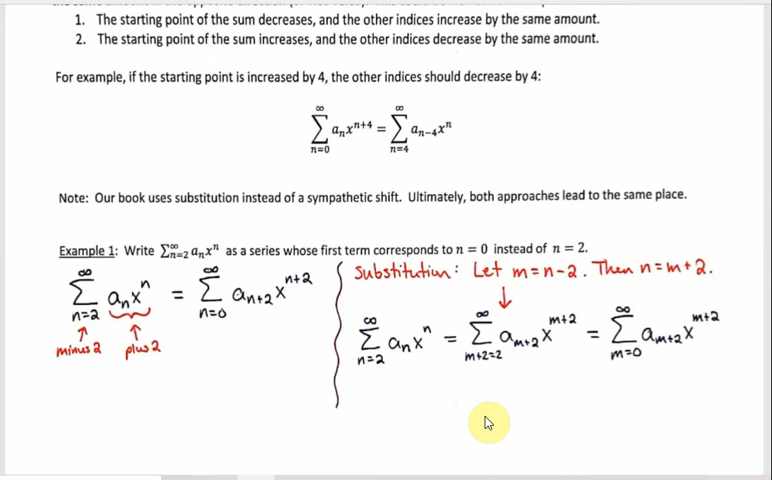 1. The starting point of the sum decreases, and the other indices increase by the same amount.
2. The starting point of the sum increases, and the other indices decrease by the same amount.
For example, if the starting point is increased by 4, the other indices should decrease by 4:
∑_{n=0}^{∞} a_n x^{n+4} = ∑_{n=4}^{∞} a_{n−4} x^n
Note: Our book uses substitution instead of a sympathetic shift. Ultimately, both approaches lead to the same place.
Example 1: Write ∑_{n=2}^{∞} a_n x^n as a series whose first term corresponds to n = 0 instead of n = 2.
∑_{n=2}^{∞} a_n x^n = ∑_{n=0}^{∞} a_{n+2} x^{n+2}
minus 2 plus 2
Substitution: Let m = n - 2. Then n = m + 2.
∑_{n=2}^{∞} a_n x^n = ∑_{m+2=2}^{∞} a_{m+2} x^{m+2} = ∑_{m=0}^{∞} a_{m+2} x^{m+2}